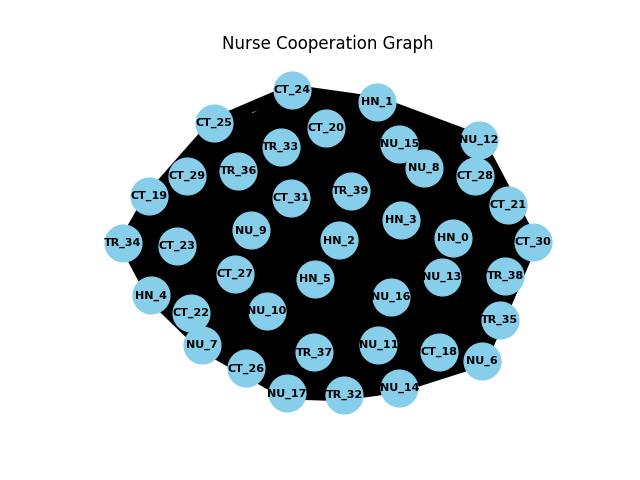 Nurse Cooperation Graph
CT_24
HN_1
CT_25
CT_20
NU_12
NU_15
TR_33
NU_8
TR_36
CT_29
CT_28
TR_39
CT_19
CT_31
CT_21
HN_3
NU_9
HN_0
HN_2
CT_30
TR_34
CT_23
CT_27
TR_38
NU_13
HN_5
HN_4
NU_16
NU_10
CT_22
TR_35
NU_7
NU_11
TR_37
CT_18
NU_6
CT_26
NU_14
NU_17
TR_32